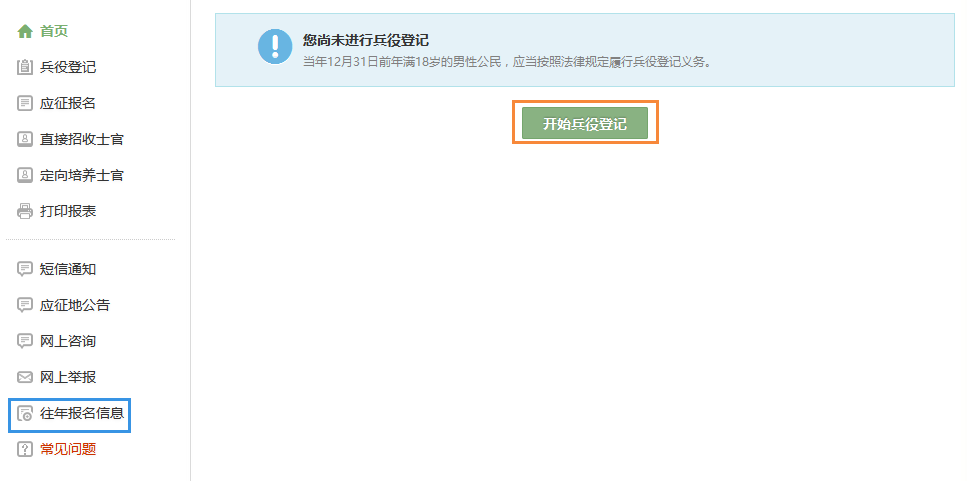 首页
兵役登记
应征报名
直接招收士官
定向培养士官
打印报表
短信通知
应征地公告
网上咨询
网上举报
往年报名信息
常见问题
您尚未进行兵役登记
当年12月31日前年满18岁的男性公民，应当按照法律规定履行兵役登记义务。
开始兵役登记